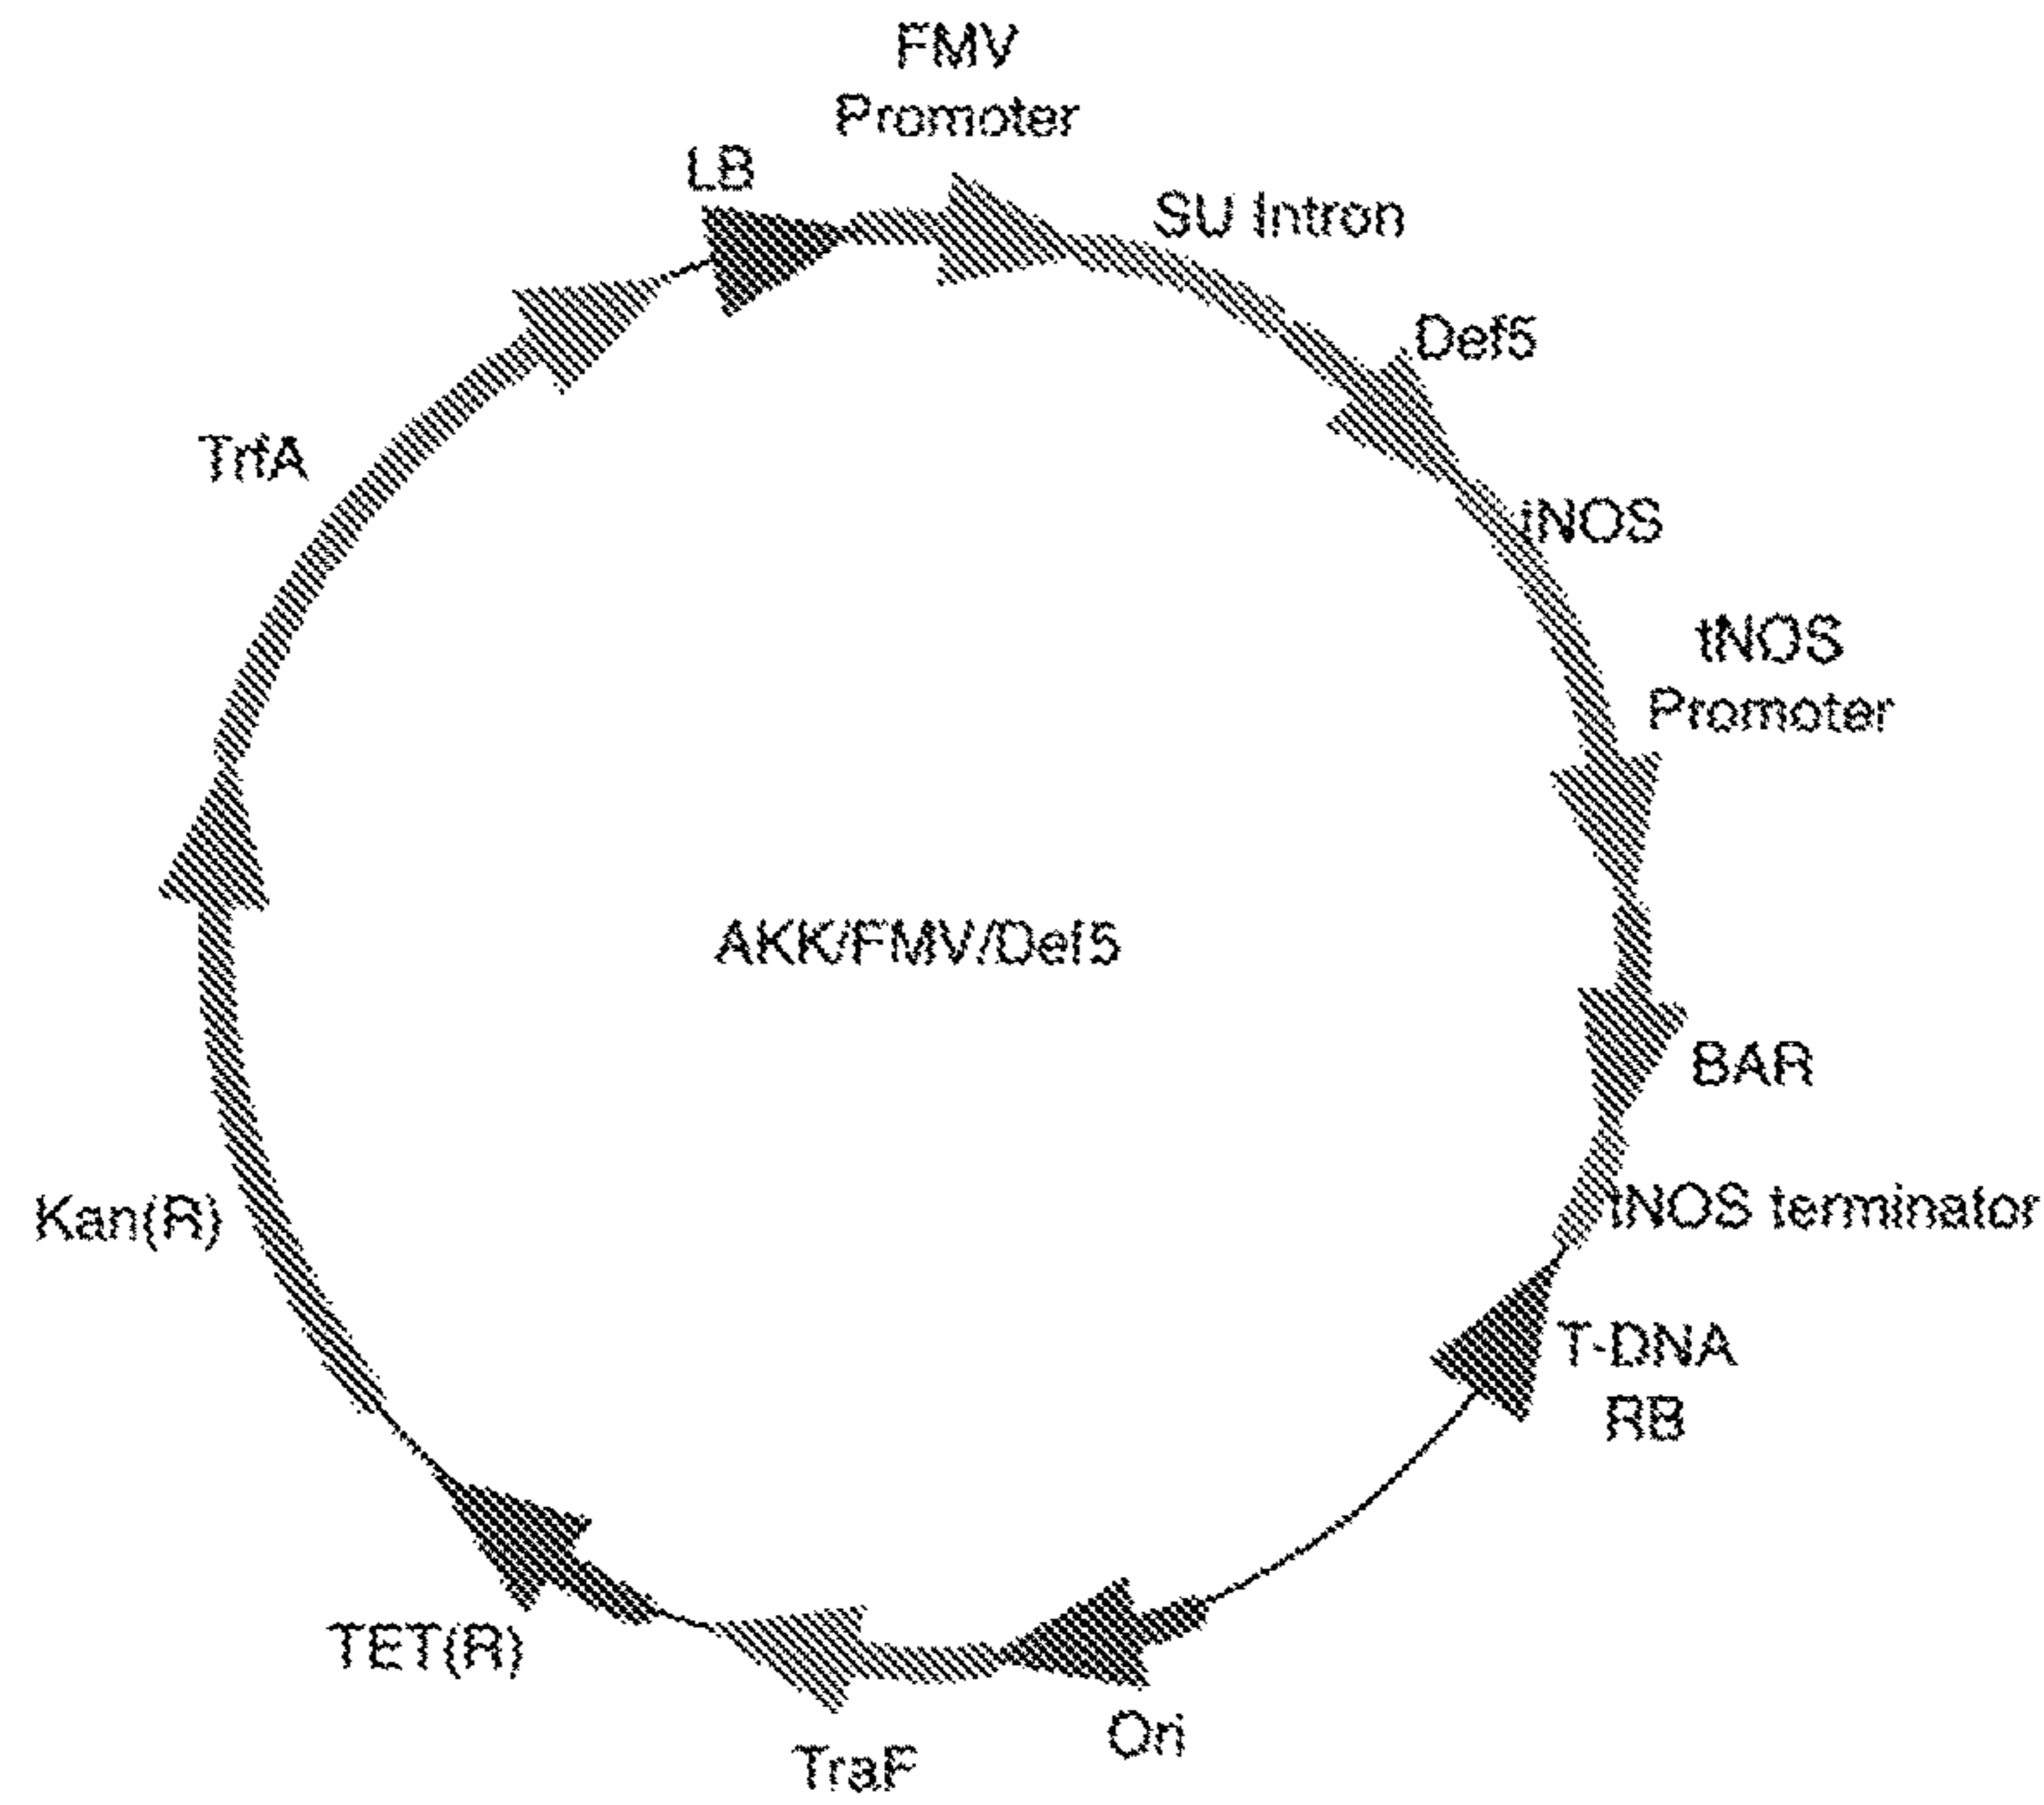 FMV
Promoter
LB
SU Intron
Def5
TrfA
iNOS
tNOS
Promoter
AKK/FMV/Def5
BAR
Kan(R)
tNOS terminator
T-DNA
RB
TET(R)
Ori
TraF